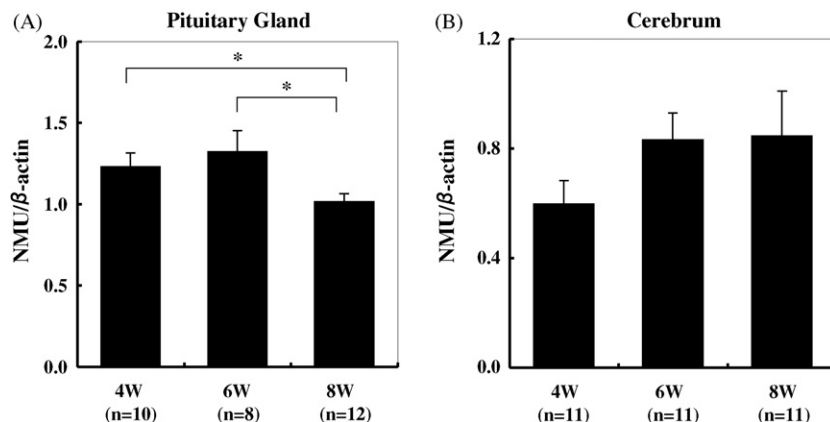 (A)
Pituitary Gland
NMU/β-actin
2.0
1.5
1.0
0.5
0.0
*
*
4W
(n=10)
6W
(n=8)
8W
(n=12)
(B)
Cerebrum
NMU/β-actin
1.2
0.8
0.4
0.0
4W
(n=11)
6W
(n=11)
8W
(n=11)